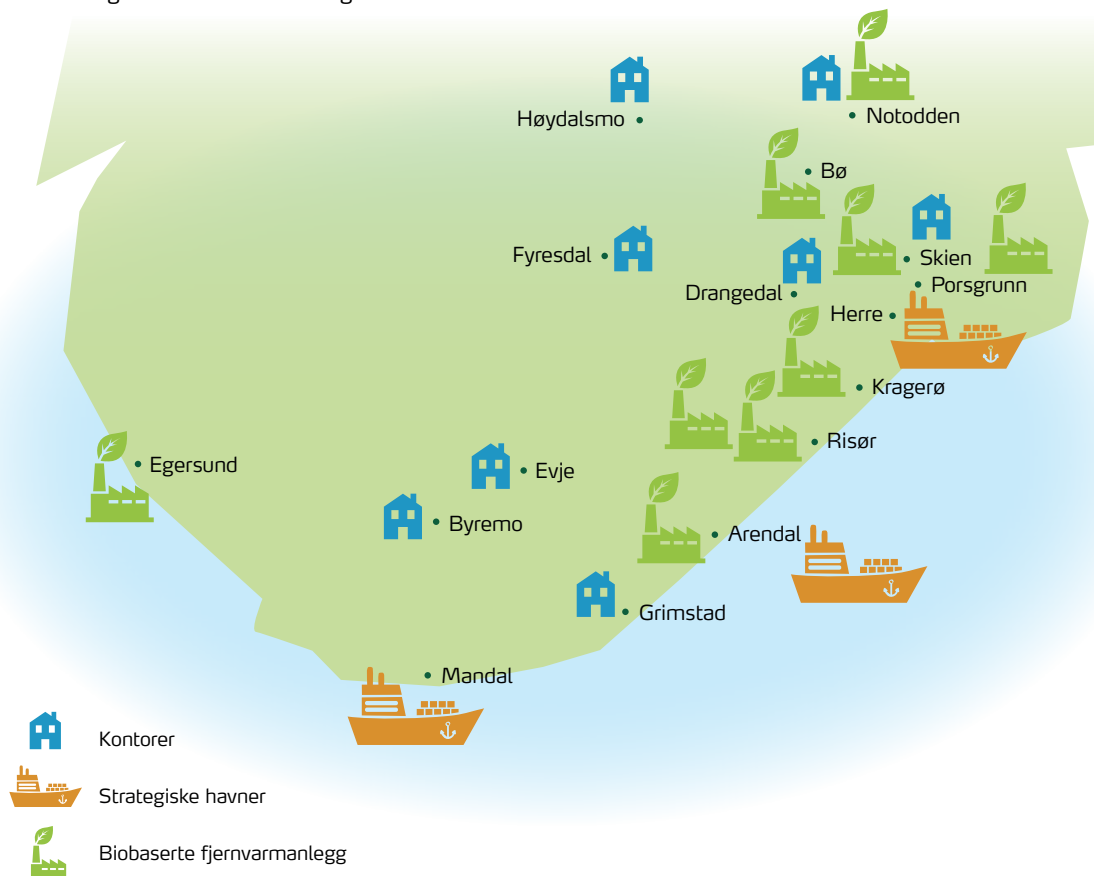 Høydalsmo
Notodden
Bø
Fyresdal
Skien
Drangedal
Porsgrunn
Herre
Kragerø
Risør
Egersund
Evje
Byremo
Arendal
Grimstad
Mandal
Kontorer
Strategiske havner
Biobaserte fjernvarmanlegg